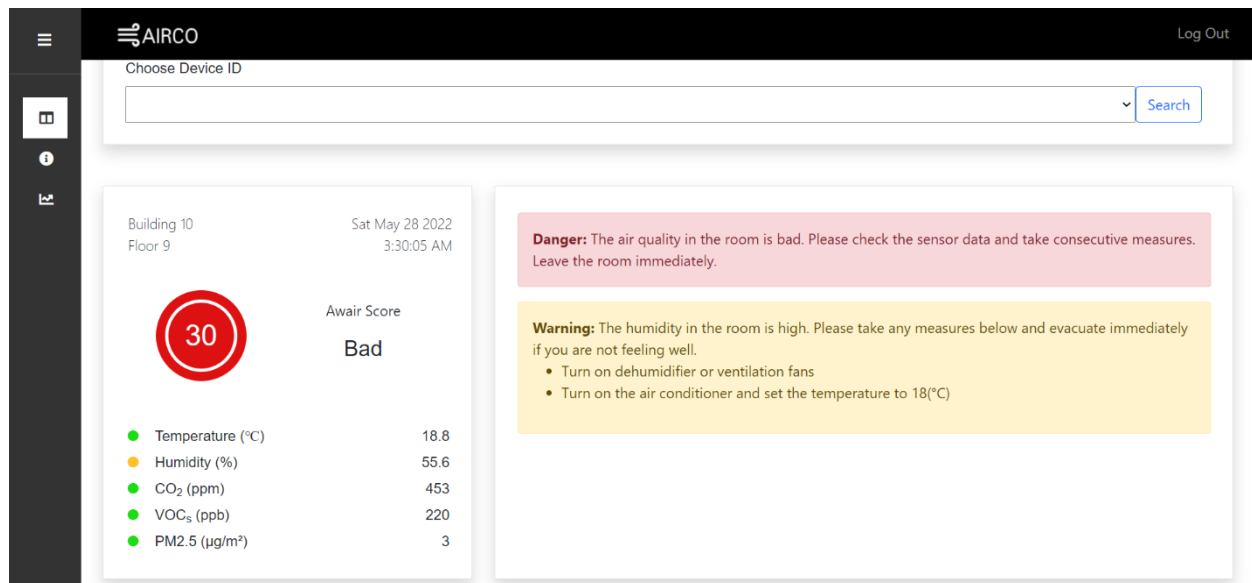 AIRCO
Log Out
Choose Device ID
Search
Building 10
Sat May 28 2022
Floor 9
3:30:05 AM
30
Awair Score
Bad
Temperature (°C) 18.8
Humidity (%) 55.6
CO₂ (ppm) 453
VOCₛ (ppb) 220
PM2.5 (µg/m²) 3
Danger: The air quality in the room is bad. Please check the sensor data and take consecutive measures.
Leave the room immediately.
Warning: The humidity in the room is high. Please take any measures below and evacuate immediately
if you are not feeling well.
• Turn on dehumidifier or ventilation fans
• Turn on the air conditioner and set the temperature to 18(°C)